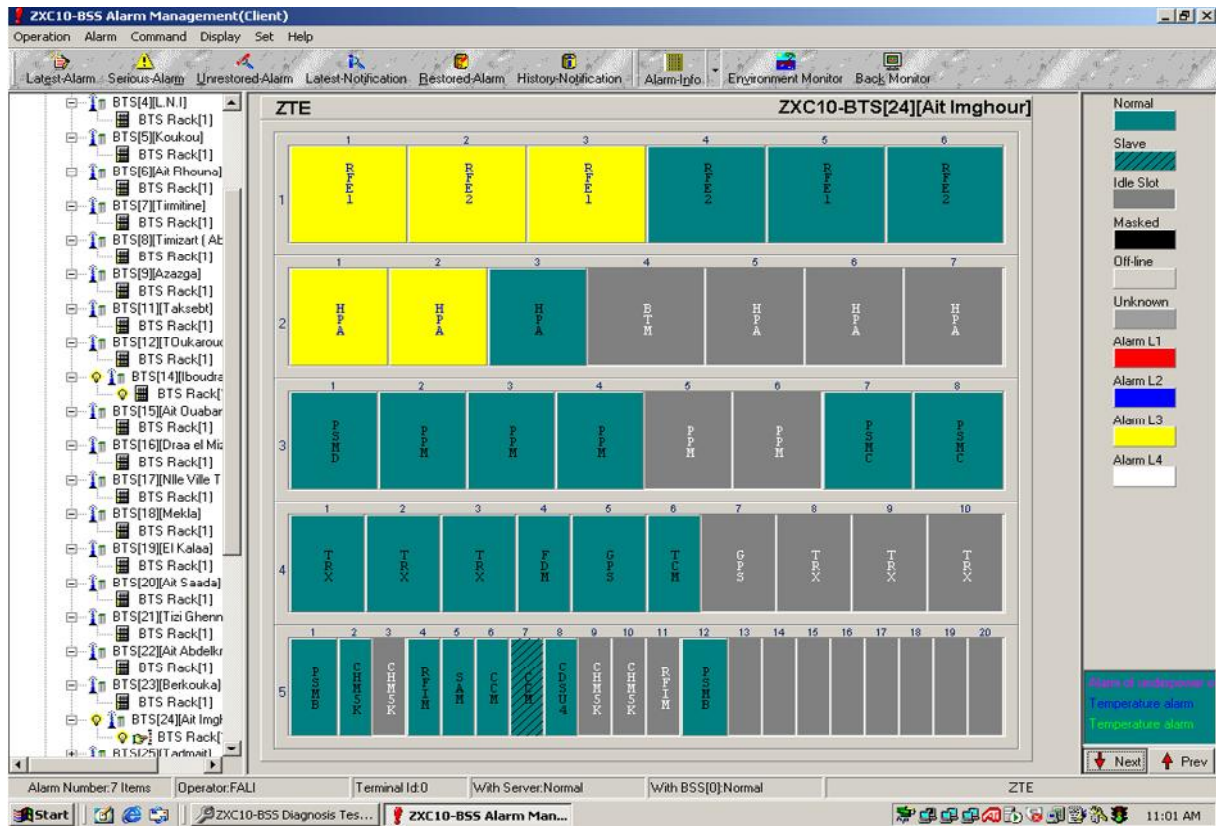 ZXC10-BSS Alarm Management(Client)
Operation Alarm Command Display Set Help
Latest-Alarm Serious-Alarm Unrestored-Alarm Latest-Notification Restored-Alarm History-Notification Alarm-Info Environment Monitor Back Monitor
BTS[4][L.N.I]
BTS Rack[1]
BTS[5][Koukou]
BTS Rack[1]
BTS[6][Ait Rhouna]
BTS Rack[1]
BTS[7][Tirmitine]
BTS Rack[1]
BTS[8][Timizart ( Ab
BTS Rack[1]
BTS[9][Azazga]
BTS Rack[1]
BTS[11][Taksebt]
BTS Rack[1]
BTS[12][TOukarouc
BTS Rack[1]
BTS[14][Iboudra
BTS Rack[
BTS[15][Ait Ouabar
BTS Rack[1]
BTS[16][Draa el Miz
BTS Rack[1]
BTS[17][Nlle Ville T
BTS Rack[1]
BTS[18][Mekla]
BTS Rack[1]
BTS[19][El Kalaa]
BTS Rack[1]
BTS[20][Ait Saada]
BTS Rack[1]
BTS[21][Tizi Ghenn
BTS Rack[1]
BTS[22][Ait Abdelkr
BTS Rack[1]
BTS[23][Berkouka]
BTS Rack[1]
BTS[24][Ait Imgh
BTS Rack[
BTS[25][Tadmait]
ZTE ZXC10-BTS[24][Ait Imghour]
1 2 3 4 5 6
1 RFE1 RFE2 RFE1 RFE2 RFE1 RFE2
1 2 3 4 5 6 7
2 HPA HPA HPA BTM HPA HPA HPA
1 2 3 4 5 6 7 8
3 PSMD PPM PPM PPM PPM PPM PSMC PSMC
1 2 3 4 5 6 7 8 9 10
4 TRX TRX TRX FDM GPS TCM GPS TRX TRX TRX
1 2 3 4 5 6 7 8 9 10 11 12 13 14 15 16 17 18 19 20
5 PSMB CHM5K CHM5K RFIM SAM CCM CCM CDSU4 CHM5K CHM5K RFIM PSMB
Normal
Slave
Idle Slot
Masked
Off-line
Unknown
Alarm L1
Alarm L2
Alarm L3
Alarm L4
Alarm of underpower
Temperature alarm
Temperature alarm
Next Prev
Alarm Number:7 Items Operator:FALI Terminal Id:0 With Server:Normal With BSS[0]:Normal ZTE
Start ZXC10-BSS Diagnosis Tes... ZXC10-BSS Alarm Man... 11:01 AM